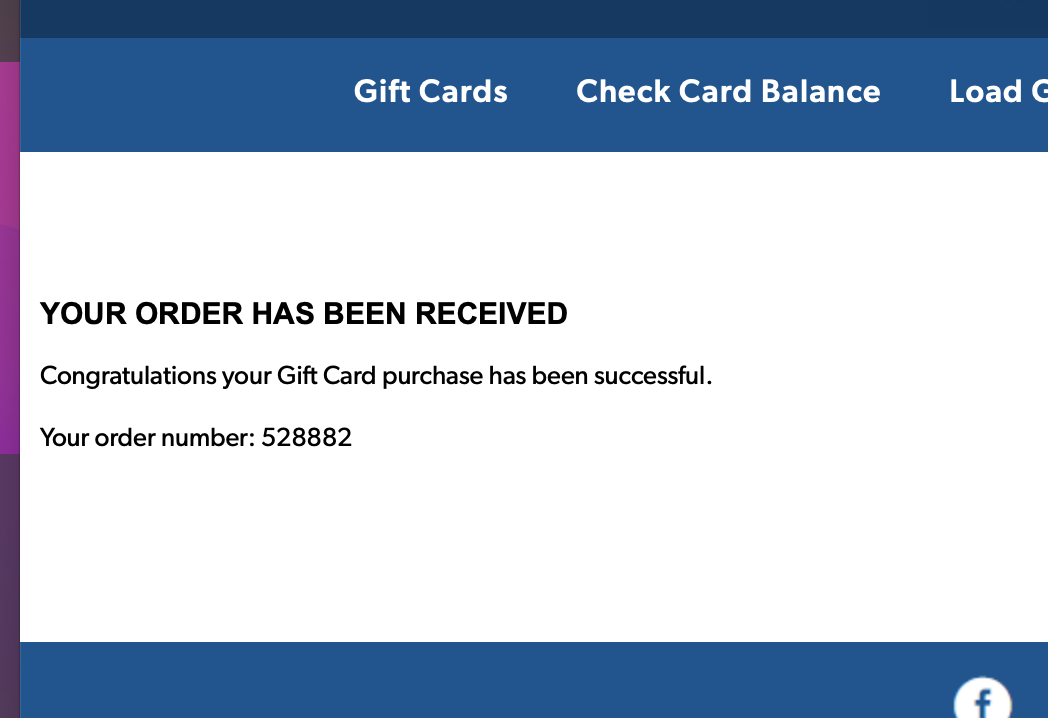 Gift Cards Check Card Balance Load G
YOUR ORDER HAS BEEN RECEIVED
Congratulations your Gift Card purchase has been successful.
Your order number: 528882
f